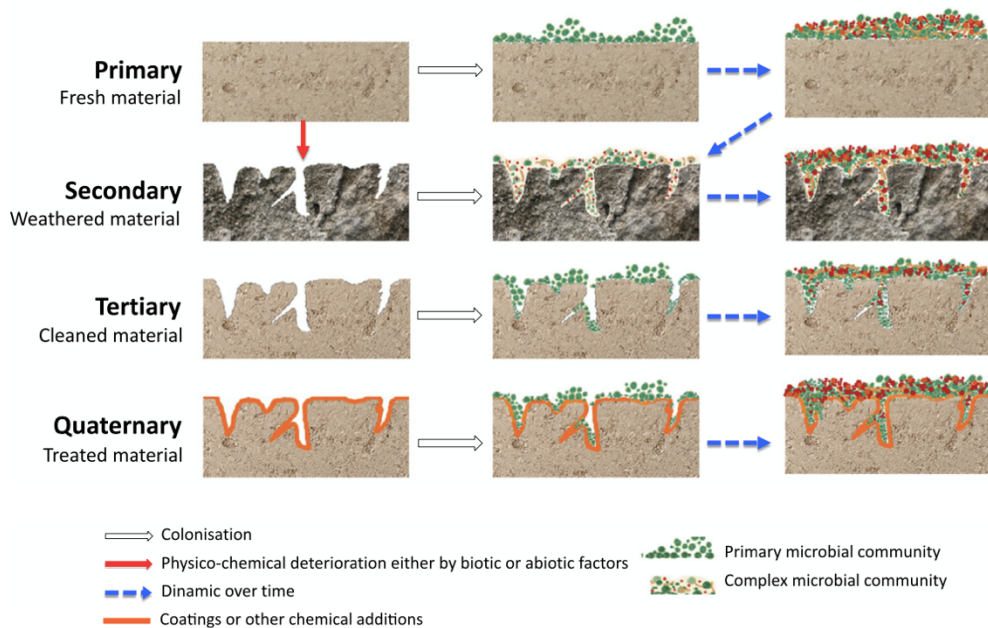 Primary
Fresh material
Secondary
Weathered material
Tertiary
Cleaned material
Quaternary
Treated material
Colonisation
Physico-chemical deterioration either by biotic or abiotic factors
Dinamic over time
Coatings or other chemical additions
Primary microbial community
Complex microbial community